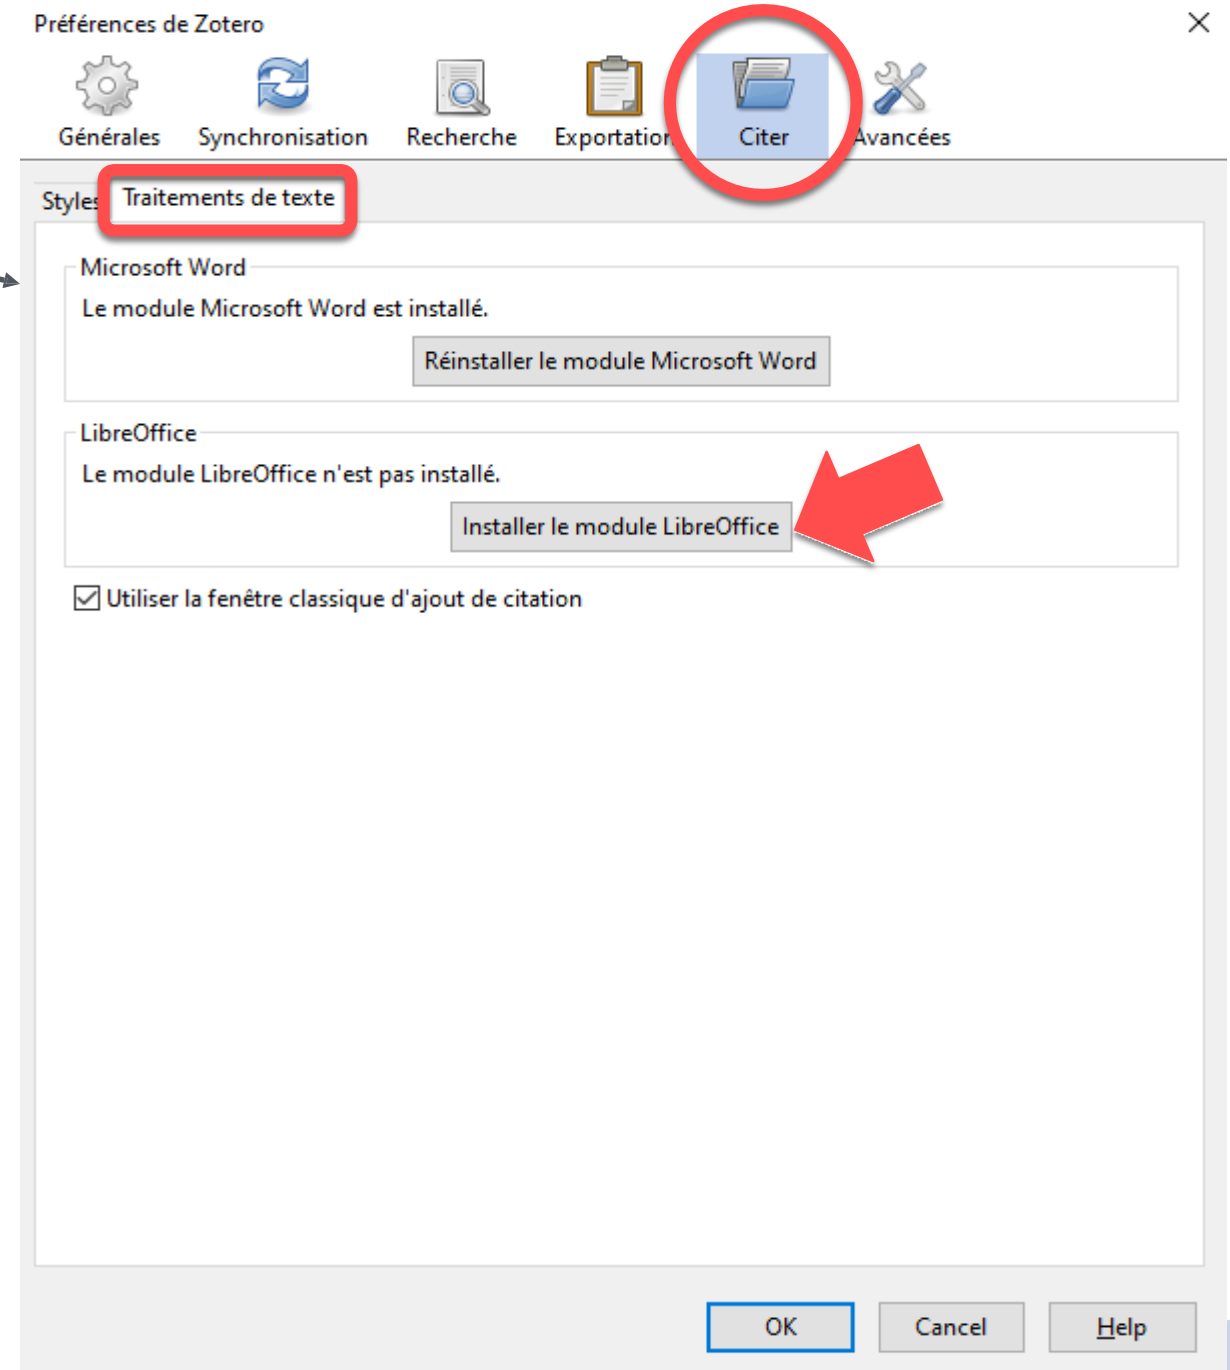 Préférences de Zotero
Générales Synchronisation Recherche Exportation Citer Avancées
Styles Traitements de texte
Microsoft Word
Le module Microsoft Word est installé.
Réinstaller le module Microsoft Word
LibreOffice
Le module LibreOffice n'est pas installé.
Installer le module LibreOffice
Utiliser la fenêtre classique d'ajout de citation
OK Cancel Help